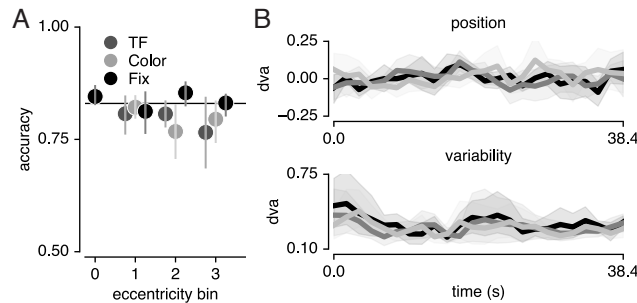 A
1.00
0.75
0.50
accuracy
TF
Color
Fix
0 1 2 3
eccentricity bin
B
position
0.25
0.00
−0.25
dva
0.0 38.4
variability
0.75
0.10
dva
0.0 38.4
time (s)